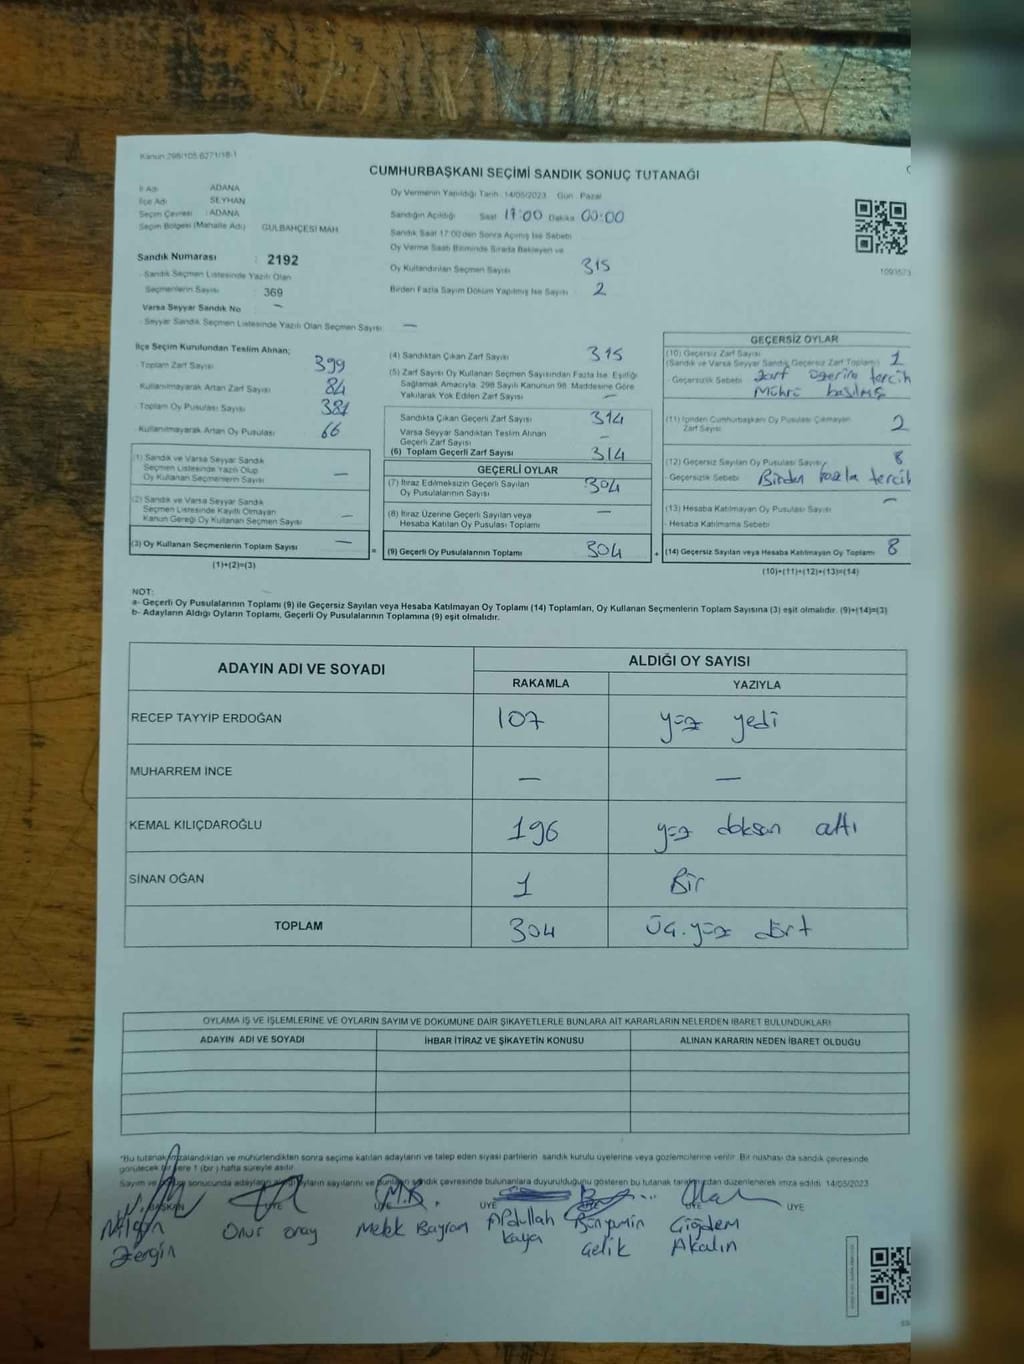 Kanun 298/105 6271/18-1
CUMHURBAŞKANI SEÇİMİ SANDIK SONUÇ TUTANAĞI
İl Adı ADANA
İlçe Adı SEYHAN
Seçim Çevresi : ADANA
Seçim Bölgesi (Mahalle Adı) GÜLBAHÇESİ MAH
Oy Vermenin Yapıldığı Tarih : 14/05/2023 Gün : Pazar
Sandığın Açıldığı Saat 17:00 Dakika 00:00
Sandık Saat 17:00'den Sonra Açılmış İse Sebebi
Oy Verme Saati Bitiminde Sırada Bekleyen ve
Oy Kullandırılan Seçmen Sayısı 315
Birden Fazla Sayım Döküm Yapılmış İse Sayısı 2
Sandık Numarası : 2192
Sandık Seçmen Listesinde Yazılı Olan
Seçmenlerin Sayısı 369
Varsa Seyyar Sandık No —
Seyyar Sandık Seçmen Listesinde Yazılı Olan Seçmen Sayısı —
İlçe Seçim Kurulundan Teslim Alınan;
Toplam Zarf Sayısı 399
Kullanılmayarak Artan Zarf Sayısı 84
Toplam Oy Pusulası Sayısı 381
Kullanılmayarak Artan Oy Pusulası 66
(1) Sandık ve Varsa Seyyar Sandık
Seçmen Listesinde Yazılı Olup
Oy Kullanan Seçmenlerin Sayısı —
(2) Sandık ve Varsa Seyyar Sandık
Seçmen Listesinde Kayıtlı Olmayan
Kanun Gereği Oy Kullanan Seçmen Sayısı —
(3) Oy Kullanan Seçmenlerin Toplam Sayısı —
(1)+(2)=(3)
(4) Sandıktan Çıkan Zarf Sayısı 315
(5) Zarf Sayısı Oy Kullanan Seçmen Sayısından Fazla İse, Eşitliği
Sağlamak Amacıyla, 298 Sayılı Kanunun 98. Maddesine Göre
Yakılarak Yok Edilen Zarf Sayısı —
Sandıkta Çıkan Geçerli Zarf Sayısı 314
Varsa Seyyar Sandıktan Teslim Alınan
Geçerli Zarf Sayısı —
(6) Toplam Geçerli Zarf Sayısı 314
GEÇERLİ OYLAR
(7) İtiraz Edilmeksizin Geçerli Sayılan
Oy Pusulalarının Sayısı 304
(8) İtiraz Üzerine Geçerli Sayılan veya
Hesaba Katılan Oy Pusulası Toplamı —
= (9) Geçerli Oy Pusulalarının Toplamı 304
GEÇERSİZ OYLAR
(10) Geçersiz Zarf Sayısı
(Sandık ve Varsa Seyyar Sandık Geçersiz Zarf Toplamı) 1
Geçersizlik Sebebi Zarf üzerine tercih
Mührü basılmış
(11) İçinden Cumhurbaşkanı Oy Pusulası Çıkmayan
Zarf Sayısı 2
(12) Geçersiz Sayılan Oy Pusulası Sayısı 8
Geçersizlik Sebebi Birden fazla tercih
(13) Hesaba Katılmayan Oy Pusulası Sayısı —
Hesaba Katılmama Sebebi
+ (14) Geçersiz Sayılan veya Hesaba Katılmayan Oy Toplamı 8
(10)+(11)+(12)+(13)=(14)
NOT:
a- Geçerli Oy Pusulalarının Toplamı (9) ile Geçersiz Sayılan veya Hesaba Katılmayan Oy Toplamı (14) Toplamları, Oy Kullanan Seçmenlerin Toplam Sayısına (3) eşit olmalıdır. (9)+(14)=(3)
b- Adayların Aldığı Oyların Toplamı, Geçerli Oy Pusulalarının Toplamına (9) eşit olmalıdır.
ADAYIN ADI VE SOYADI ALDIĞI OY SAYISI
RAKAMLA YAZIYLA
RECEP TAYYİP ERDOĞAN 107 yüz yedi
MUHARREM İNCE — —
KEMAL KILIÇDAROĞLU 196 yüz doksan altı
SİNAN OĞAN 1 Bir
TOPLAM 304 üç.yüz dört
OYLAMA İŞ VE İŞLEMLERİNE VE OYLARIN SAYIM VE DÖKÜMÜNE DAİR ŞİKAYETLERLE BUNLARA AİT KARARLARIN NELERDEN İBARET BULUNDUKLARI
ADAYIN ADI VE SOYADI İHBAR İTİRAZ VE ŞİKAYETİN KONUSU ALINAN KARARIN NEDEN İBARET OLDUĞU
*Bu tutanak imzalandıktan ve mühürlendikten sonra seçime katılan adayların ve talep eden siyasi partilerin sandık kurulu üyelerine veya gözlemcilerine verilir. Bir nüshası da sandık çevresinde
görülecek bir yere 1 (bir) hafta süreyle asılır.
Sayım ve sonucunda adayların sayılarını ve bunların sandık çevresinde bulunanlara duyurulduğunu gösteren bu tutanak tarafımızdan düzenlenerek imza edildi. 14/05/2023
BAŞKAN ÜYE ÜYE ÜYE ÜYE ÜYE
Nilgün Zergin
Onur Onay
Melek Bayram
Abdullah Kaya
Bünyamin Çelik
Çiğdem Akalın